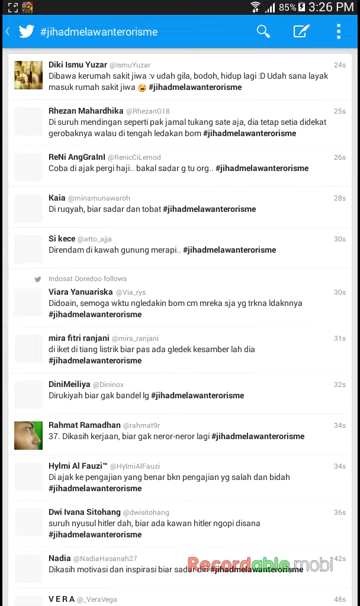 85% 3:26 PM
#jihadmelawanterorisme
Diki Ismu Yuzar @IsmuYuzar 24s
Dibawa kerumah sakit jiwa :v udah gila, bodoh, hidup lagi :D Udah sana layak
masuk rumah sakit jiwa 😄 #jihadmelawanterorisme
Rhezan Mahardhika @RhezanG18 25s
Di suruh mendingan seperti pak jamal tukang sate aja, dia tetap setia didekat
gerobaknya walau di tengah ledakan bom #jihadmelawanterorisme
ReNi AngGraInI @RenicCiLernod 26s
Coba di ajak pergi haji.. bakal sadar g tu org.. #jihadmelawanterorisme
Kaia @minamunawaroh 28s
Di ruqyah, biar sadar dan tobat #jihadmelawanterorisme
Si kece @atto_ajja 30s
Direndam di kawah gunung merapi.. #jihadmelawanterorisme
Indosat Ooredoo follows
Viara Yanuariska @Via_rys 30s
Didoain, semoga wktu ngledakin bom cm mreka sja yg trkna ldaknnya
#jihadmelawanterorisme
mira fitri ranjani @mira_ranjani 31s
di iket di tiang listrik biar pas ada gledek kesamber lah dia
#jihadmelawanterorisme
DiniMeiliya @Dininox 32s
Dirukiyah biar gak bandel lg #jihadmelawanterorisme
Rahmat Ramadhan @rahmat9r 34s
37. Dikasih kerjaan, biar gak neror-neror lagi #jihadmelawanterorisme
Hylmi Al Fauzi™ @HylmiAlFauzi 34s
Di ajak ke pengajian yang benar bkn pengajian yg salah dan bidah
#jihadmelawanterorisme
Dwi Ivana Sitohang @dwisitohang 36s
suruh nyusul hitler dah, biar ada kawan hitler ngopi disana
#jihadmelawanterorisme
Nadia @NadiaHasanah27 42s
Dikasih motivasi dan inspirasi biar sadar diri #jihadmelawanterorisme
Recordable.mobi
V E R A @_VeraVega 48s